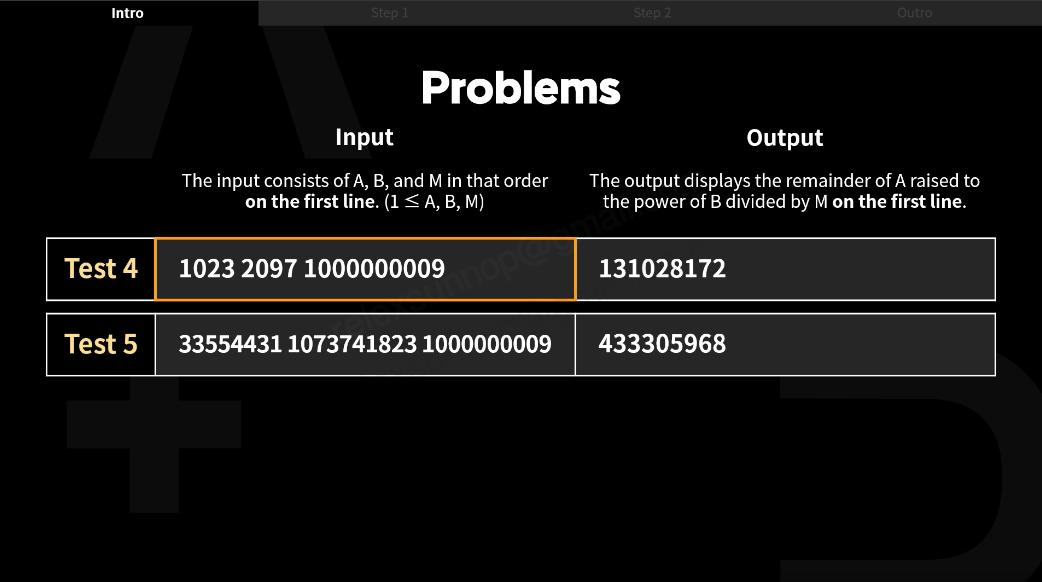 Intro
Step 1
Step 2
Outro
Problems
Input
Output
The input consists of A, B, and M in that order
on the first line. (1 ≤ A, B, M)
The output displays the remainder of A raised to
the power of B divided by M on the first line.
Test 4
1023 2097 1000000009
131028172
Test 5
33554431 1073741823 1000000009
433305968